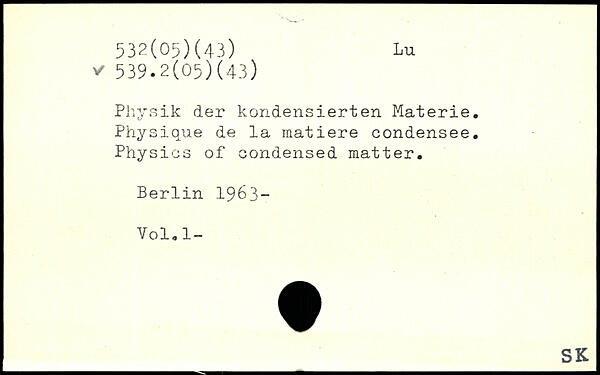 532(05)(43) Lu
✓ 539.2(05)(43)
Physik der kondensierten Materie.
Physique de la matiere condensee.
Physics of condensed matter.
Berlin 1963-
Vol.1-
SK